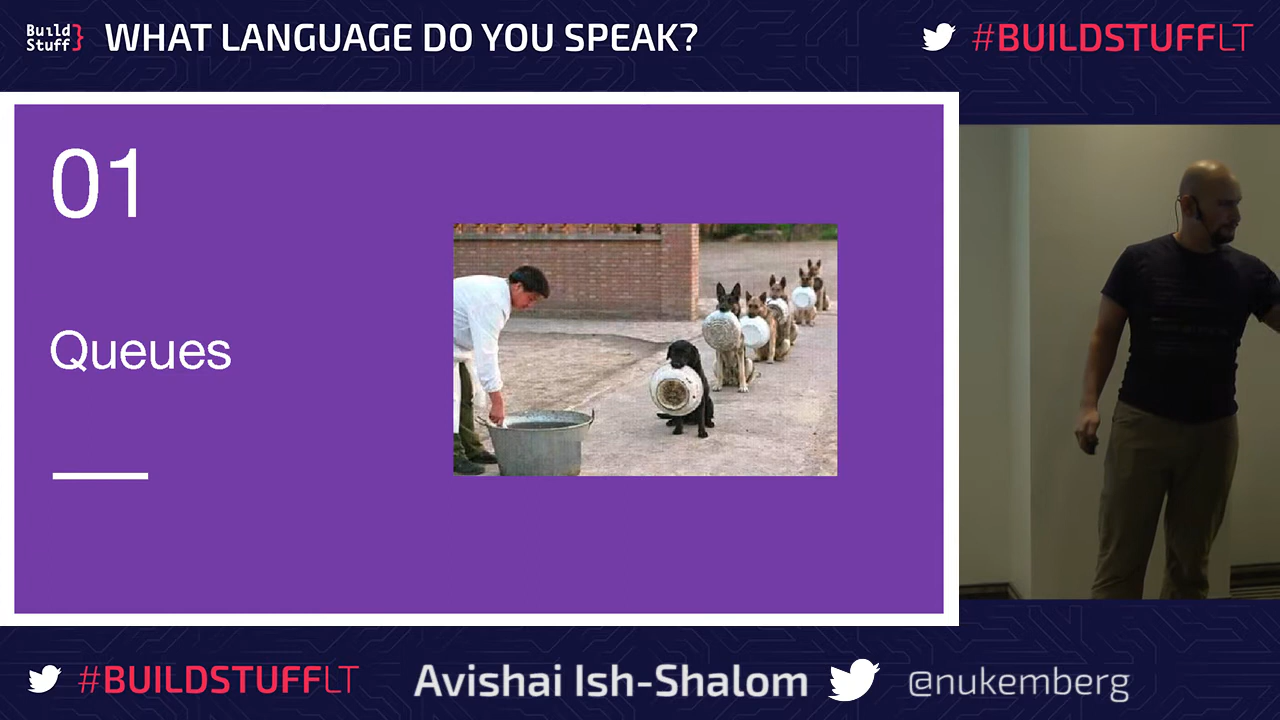 Build
Stuff}
WHAT LANGUAGE DO YOU SPEAK?
#BUILDSTUFFLT
01
Queues
#BUILDSTUFFLT
Avishai Ish-Shalom
@nukemberg